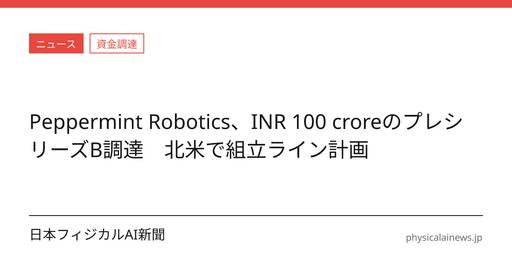 ニュース 資金調達
Peppermint Robotics、INR 100 croreのプレシ
リーズB調達　北米で組立ライン計画
日本フィジカルAI新聞 physicalainews.jp